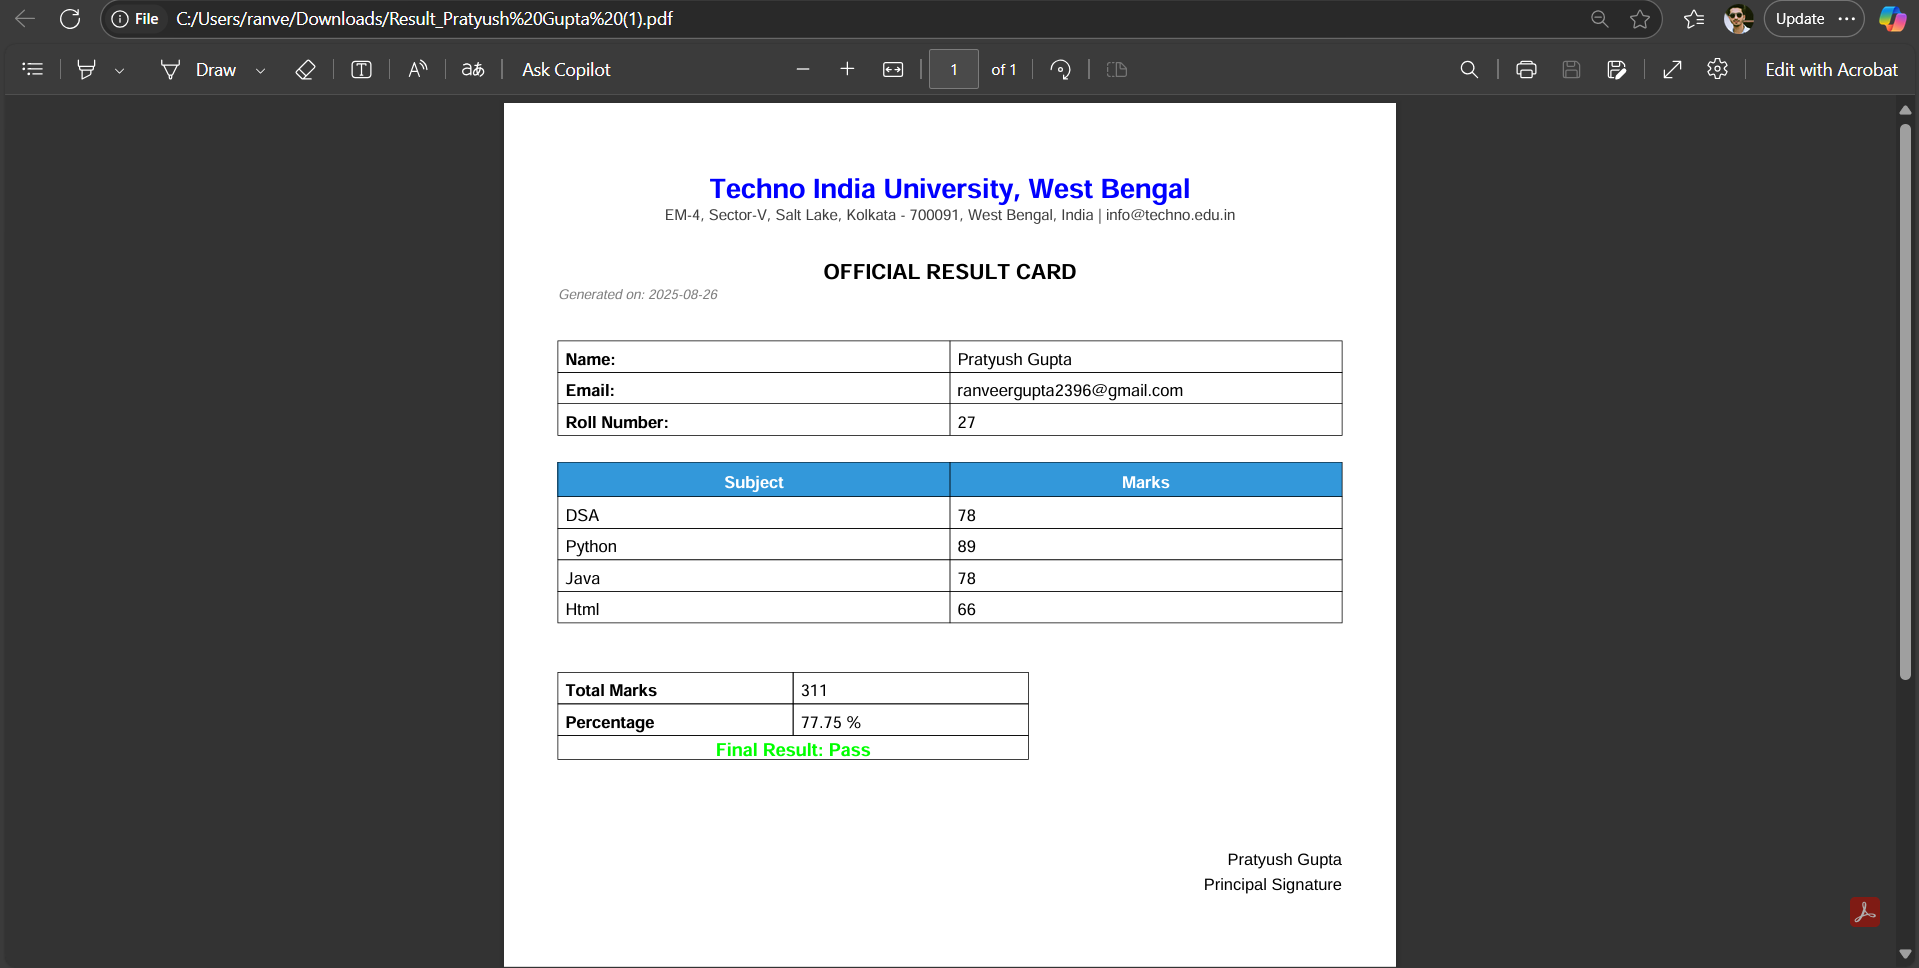 File C:/Users/ranve/Downloads/Result_Pratyush%20Gupta%20(1).pdf Update
Draw aあ Ask Copilot 1 of 1 Edit with Acrobat
Techno India University, West Bengal
EM-4, Sector-V, Salt Lake, Kolkata - 700091, West Bengal, India | info@techno.edu.in
OFFICIAL RESULT CARD
Generated on: 2025-08-26
Name: Pratyush Gupta
Email: ranveergupta2396@gmail.com
Roll Number: 27
Subject Marks
DSA 78
Python 89
Java 78
Html 66
Total Marks 311
Percentage 77.75 %
Final Result: Pass
Pratyush Gupta
Principal Signature